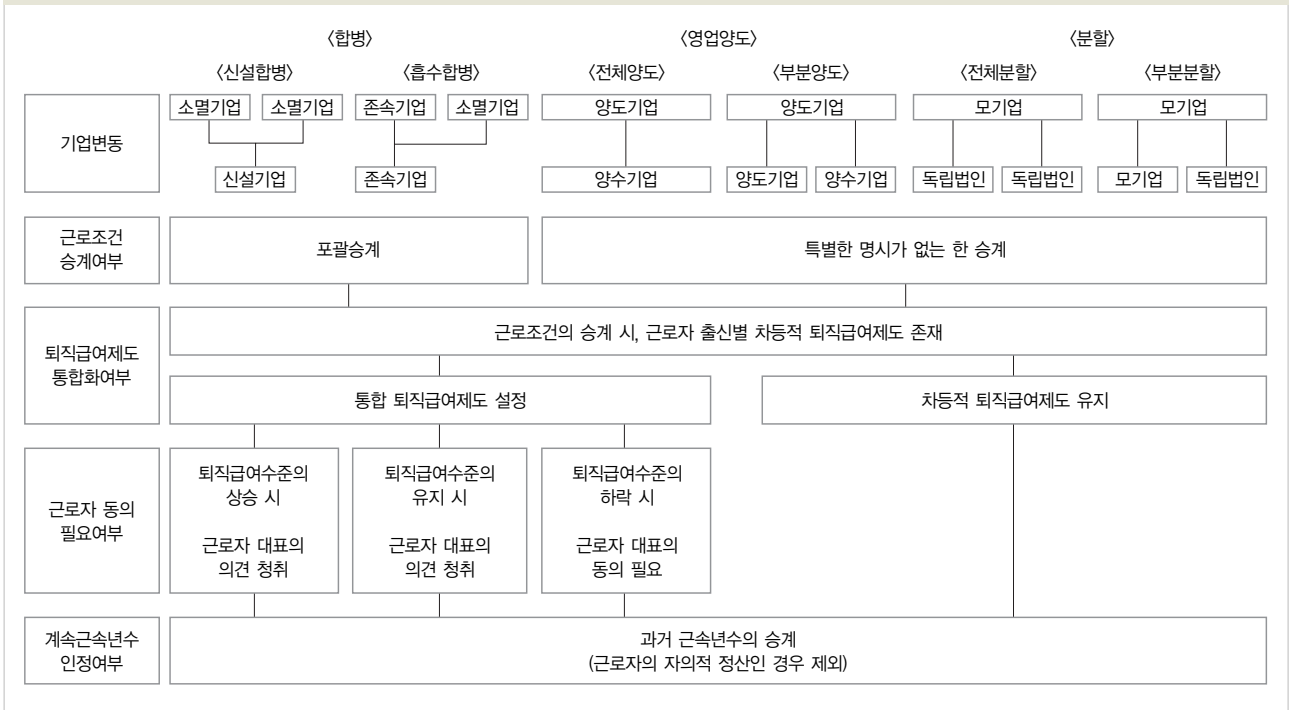 〈합병〉 〈영업양도〉 〈분할〉
〈신설합병〉 〈흡수합병〉 〈전체양도〉 〈부분양도〉 〈전체분할〉 〈부분분할〉
기업변동
소멸기업 소멸기업 존속기업 소멸기업 양도기업 양도기업 모기업 모기업
신설기업 존속기업 양수기업 양도기업 양수기업 독립법인 독립법인 모기업 독립법인
근로조건
승계여부
포괄승계
특별한 명시가 없는 한 승계
퇴직급여제도
통합화여부
근로조건의 승계 시, 근로자 출신별 차등적 퇴직급여제도 존재
통합 퇴직급여제도 설정
차등적 퇴직급여제도 유지
근로자 동의
필요여부
퇴직급여수준의
상승 시
근로자 대표의
의견 청취
퇴직급여수준의
유지 시
근로자 대표의
의견 청취
퇴직급여수준의
하락 시
근로자 대표의
동의 필요
계속근속년수
인정여부
과거 근속년수의 승계
(근로자의 자의적 정산인 경우 제외)